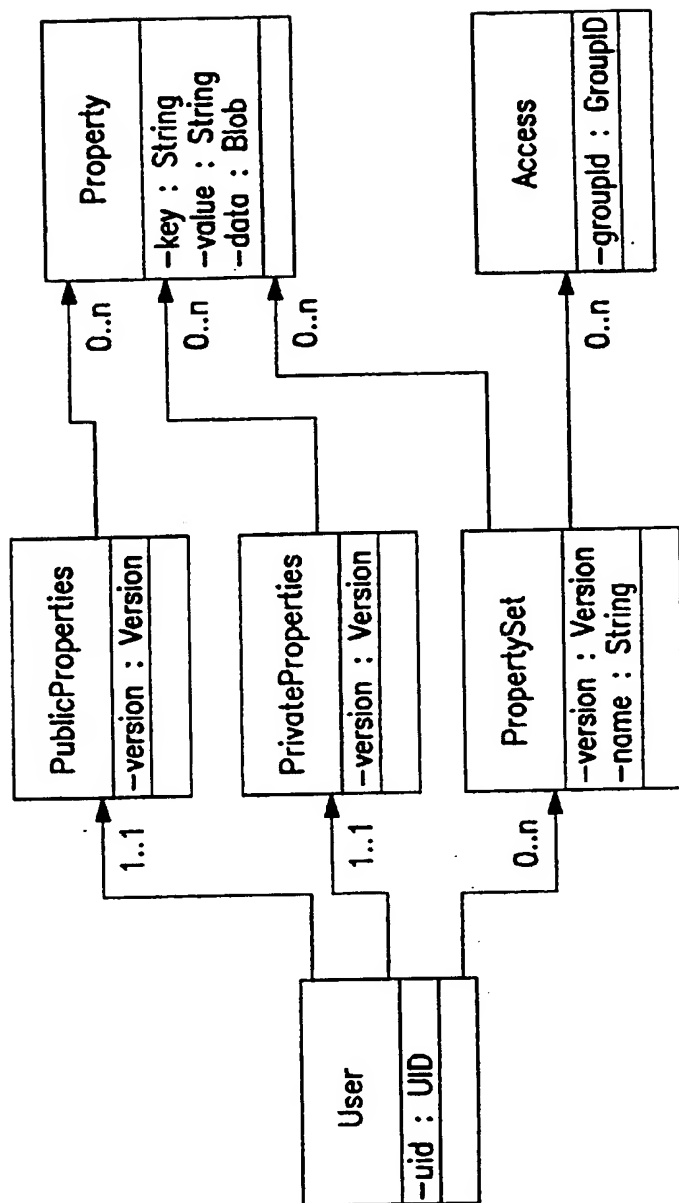 User
-uid : UID
1..1
1..1
0..n
PublicProperties
-version : Version
PrivateProperties
-version : Version
PropertySet
-version : Version
-name : String
0..n
0..n
0..n
0..n
Property
-key : String
-value : String
-data : Blob
Access
-groupId : GroupID